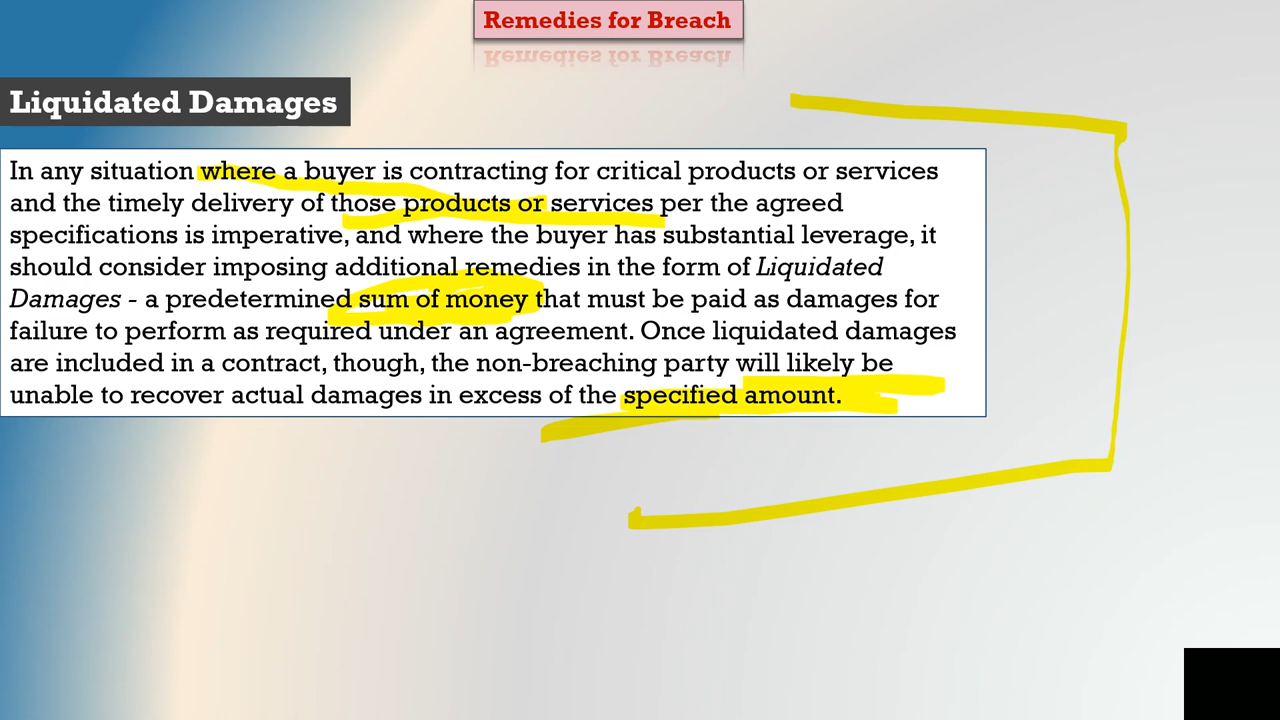 Remedies for Breach
Liquidated Damages
In any situation where a buyer is contracting for critical products or services
and the timely delivery of those products or services per the agreed
specifications is imperative, and where the buyer has substantial leverage, it
should consider imposing additional remedies in the form of Liquidated
Damages - a predetermined sum of money that must be paid as damages for
failure to perform as required under an agreement. Once liquidated damages
are included in a contract, though, the non-breaching party will likely be
unable to recover actual damages in excess of the specified amount.